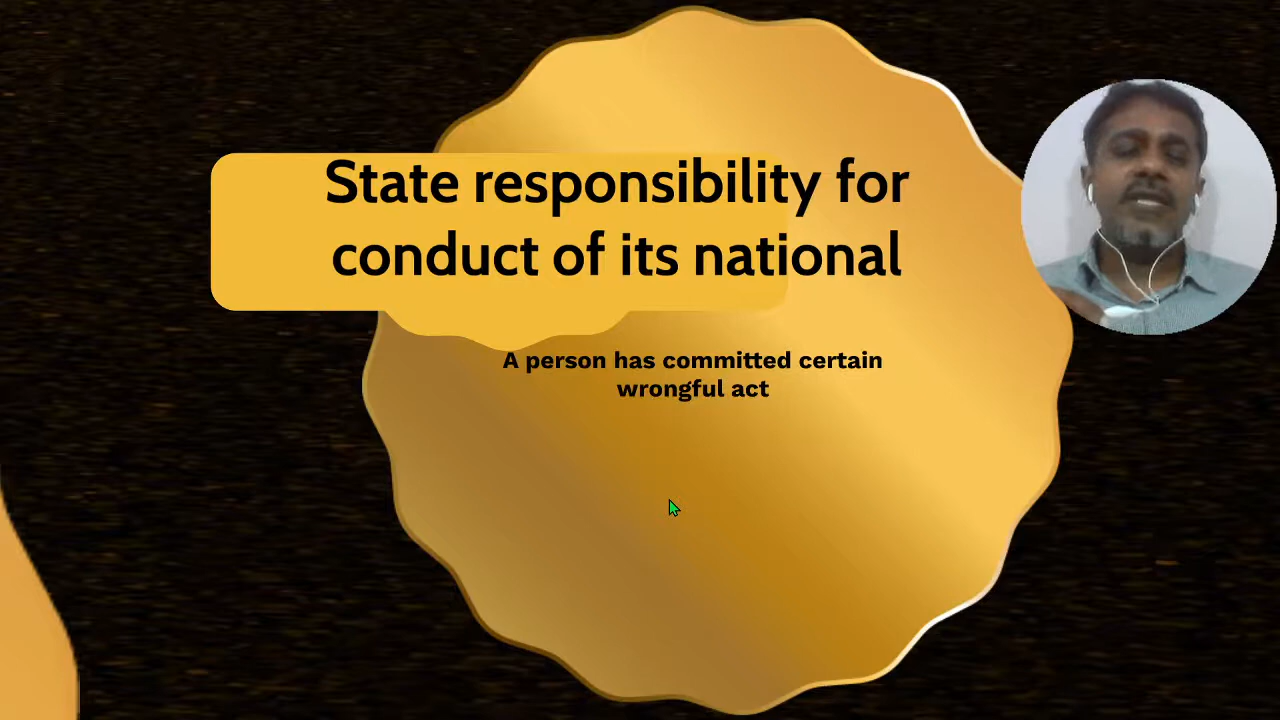 State responsibility for
conduct of its national
A person has committed certain
wrongful act